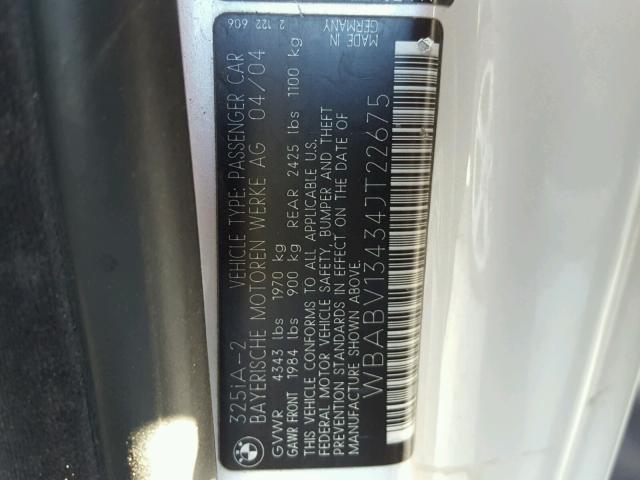 325iA-2 VEHICLE TYPE: PASSENGER CAR 2 122 606
BAYERISCHE MOTOREN WERKE AG 04/04
GVWR 4343 lbs 1970 kg
GAWR FRONT 1984 lbs 900 kg REAR 2425 lbs 1100 kg
THIS VEHICLE CONFORMS TO ALL APPLICABLE U.S.
FEDERAL MOTOR VEHICLE SAFETY, BUMPER AND THEFT
PREVENTION STANDARDS IN EFFECT ON THE DATE OF
MANUFACTURE SHOWN ABOVE.
WBABV13434JT22675
MADE IN
GERMANY